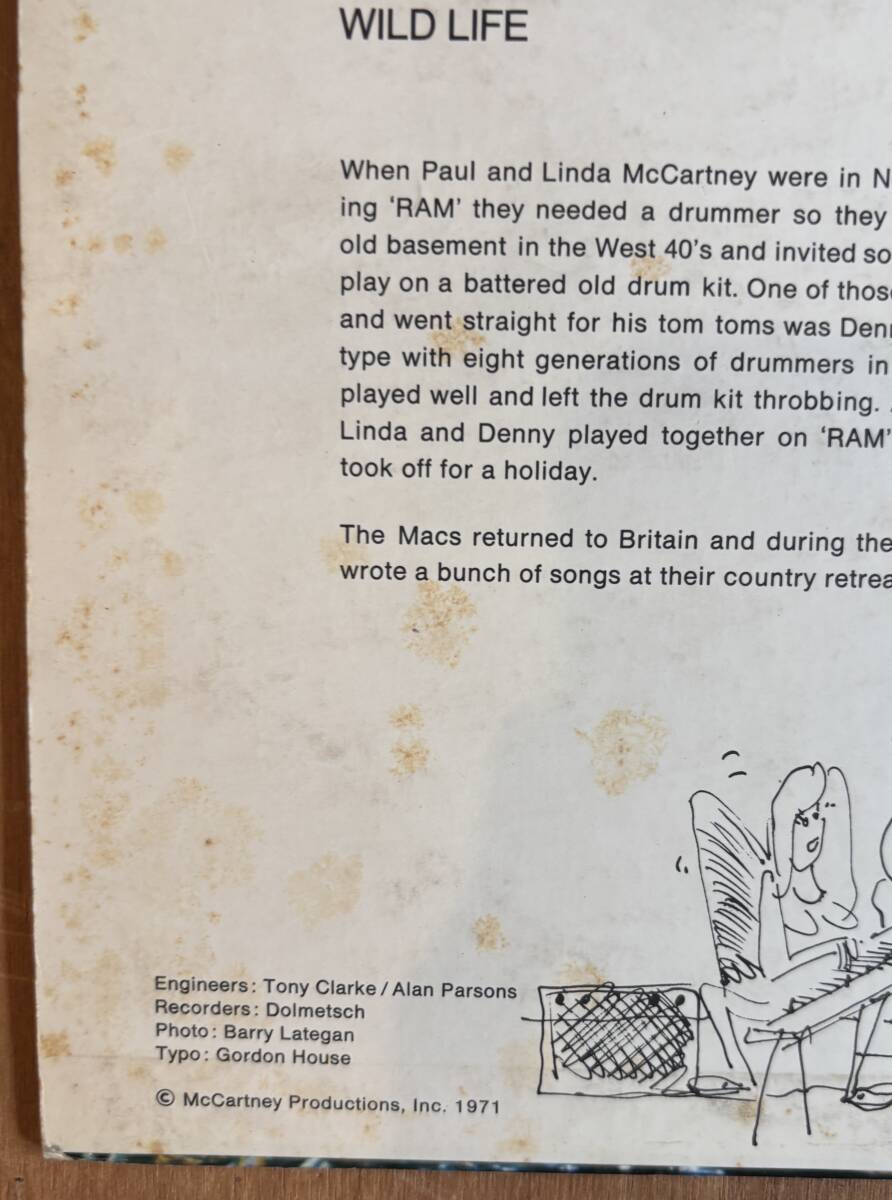 WILD LIFE
When Paul and Linda McCartney were in N
ing ‘RAM’ they needed a drummer so they
old basement in the West 40's and invited so
play on a battered old drum kit. One of thos
and went straight for his tom toms was Den
type with eight generations of drummers in
played well and left the drum kit throbbing.
Linda and Denny played together on ‘RAM’
took off for a holiday.
The Macs returned to Britain and during the
wrote a bunch of songs at their country retrea
Engineers: Tony Clarke / Alan Parsons
Recorders: Dolmetsch
Photo: Barry Lategan
Typo: Gordon House
© McCartney Productions, Inc. 1971